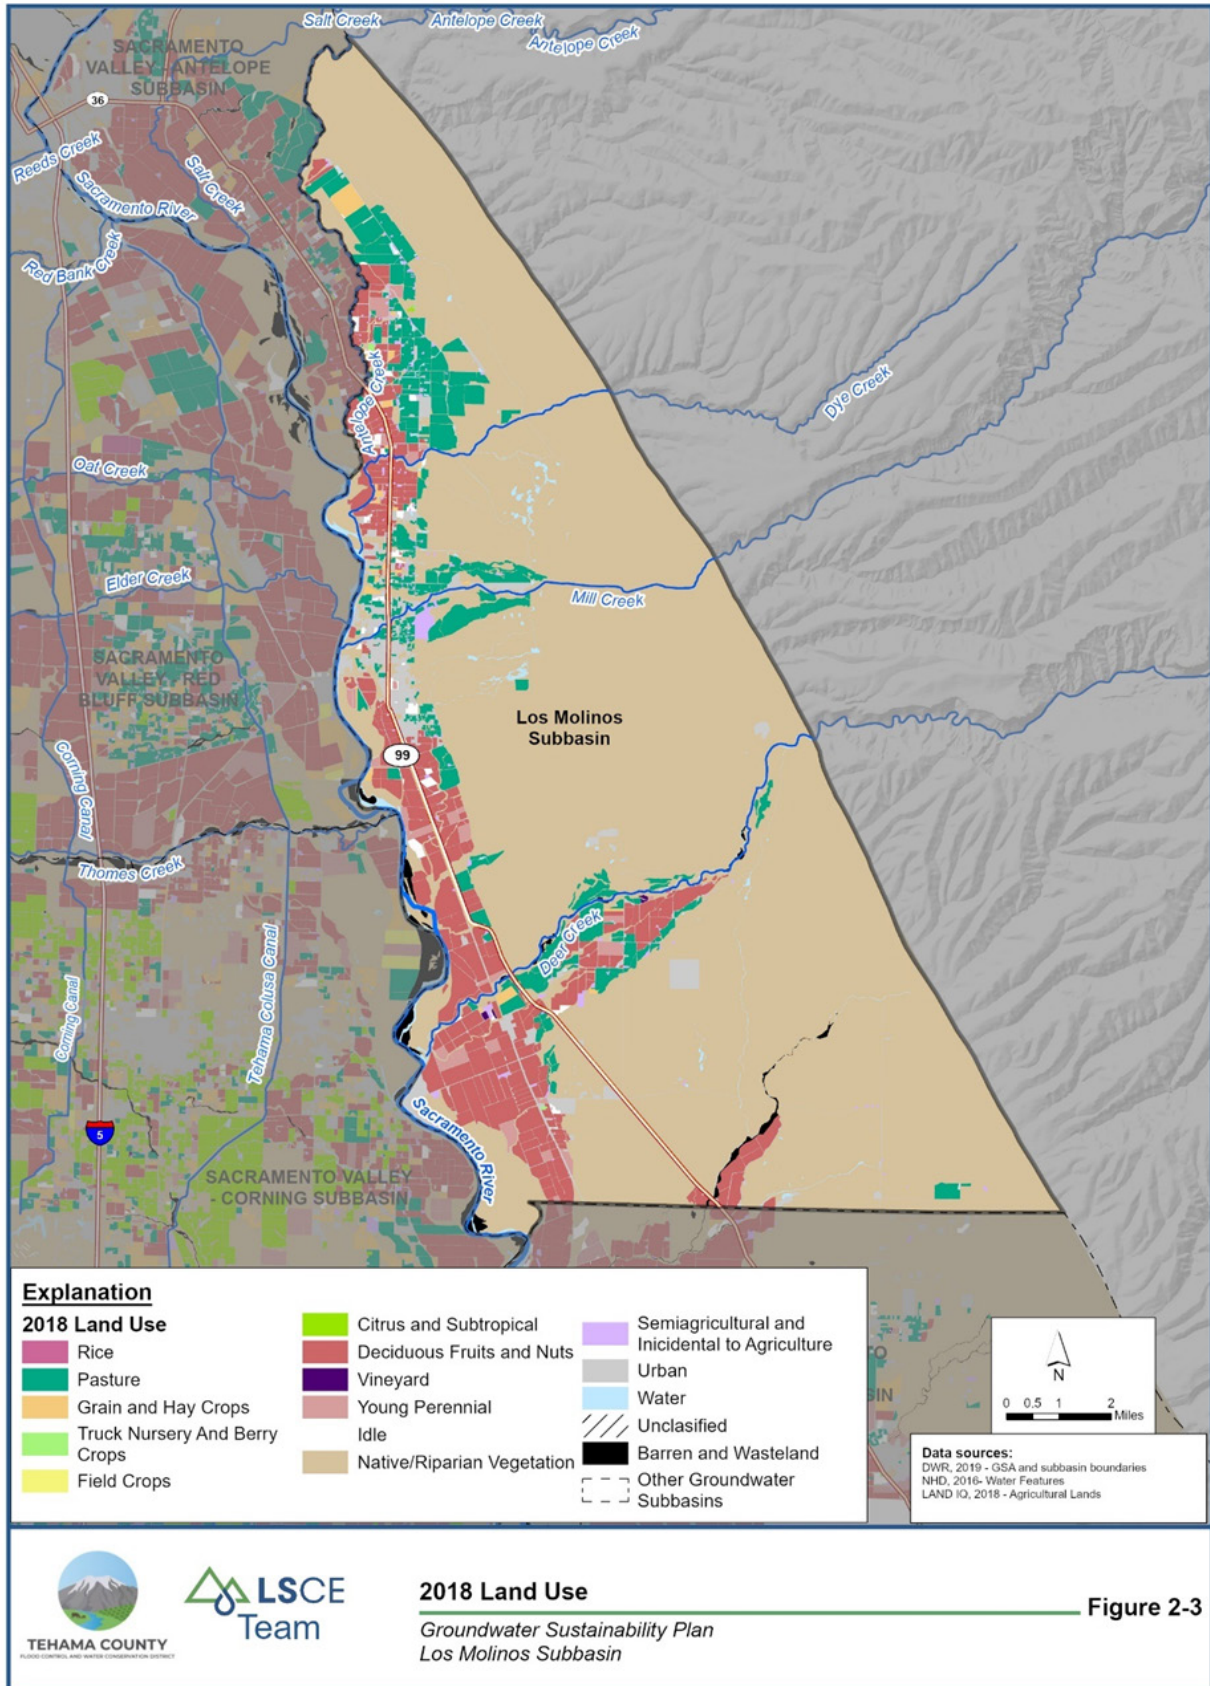 Salt Creek
Antelope Creek
Antelope Creek
SACRAMENTO
VALLEY - ANTELOPE
SUBBASIN
36
Reeds Creek
Salt Creek
Sacramento River
Red Bank Creek
Antelope Creek
Dye Creek
Oat Creek
Elder Creek
Mill Creek
SACRAMENTO
VALLEY - RED
BLUFF SUBBASIN
Los Molinos
Subbasin
99
Corning Canal
Thomes Creek
Deer Creek
Corning Canal
Tehama Colusa Canal
5
Sacramento River
SACRAMENTO VALLEY
- CORNING SUBBASIN
Explanation
2018 Land Use
Rice
Pasture
Grain and Hay Crops
Truck Nursery And Berry
Crops
Field Crops
Citrus and Subtropical
Deciduous Fruits and Nuts
Vineyard
Young Perennial
Idle
Native/Riparian Vegetation
Semiagricultural and
Inicidental to Agriculture
Urban
Water
Unclasified
Barren and Wasteland
Other Groundwater
Subbasins
N
0 0.5 1 2
Miles
Data sources:
DWR, 2019 - GSA and subbasin boundaries
NHD, 2016- Water Features
LAND IQ, 2018 - Agricultural Lands
TEHAMA COUNTY
FLOOD CONTROL AND WATER CONSERVATION DISTRICT
LSCE
Team
2018 Land Use
Groundwater Sustainability Plan
Los Molinos Subbasin
Figure 2-3